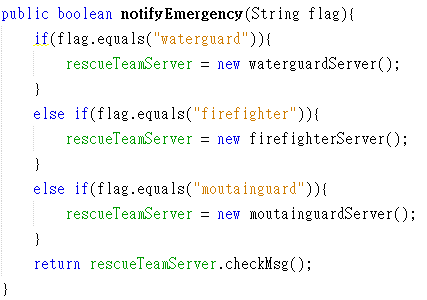 public boolean notifyEmergency(String flag){
    if(flag.equals("waterguard")){
        rescueTeamServer = new waterguardServer();
    }
    else if(flag.equals("firefighter")){
        rescueTeamServer = new firefighterServer();
    }
    else if(flag.equals("moutainguard")){
        rescueTeamServer = new moutainguardServer();
    }
    return rescueTeamServer.checkMsg();
}